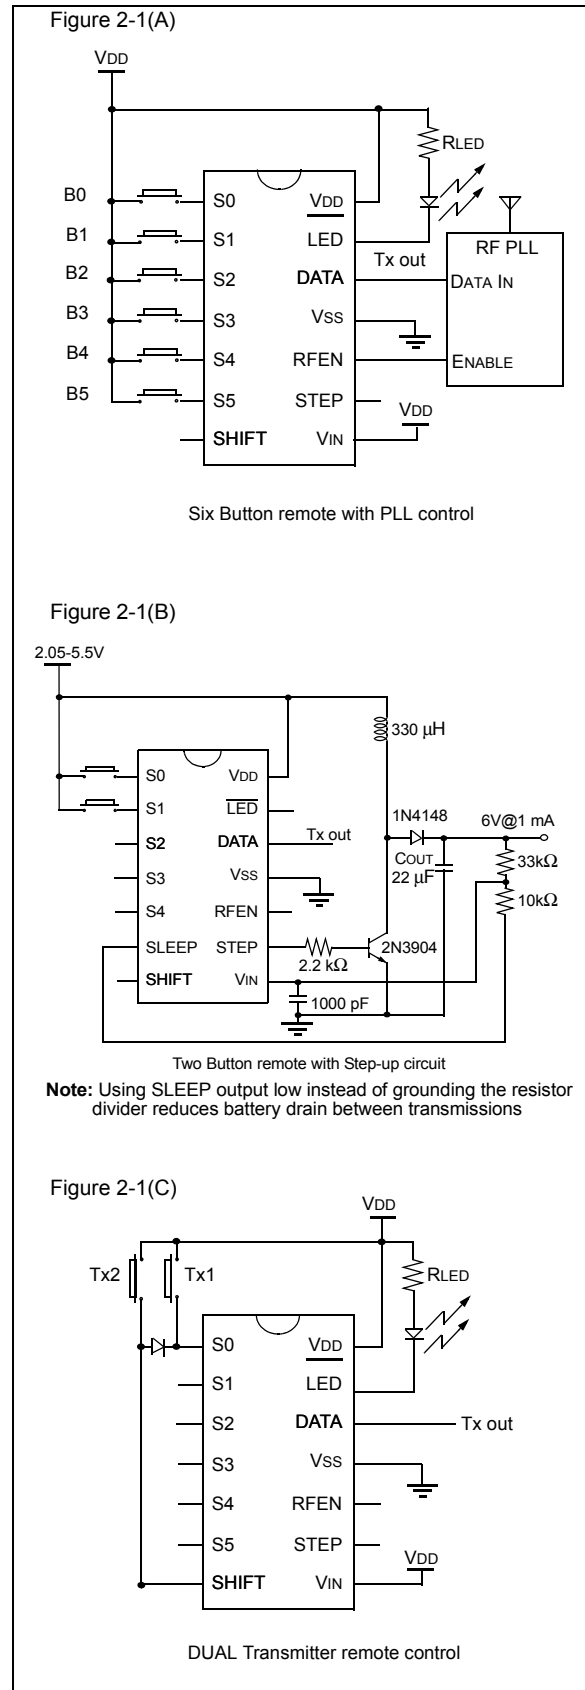 Figure 2-1(A)
VDD
RLED
B0
S0
VDD
B1
S1
LED
Tx out
RF PLL
B2
S2
DATA
DATA IN
B3
S3
VSS
B4
S4
RFEN
ENABLE
B5
S5
STEP
VDD
SHIFT
VIN
Six Button remote with PLL control
Figure 2-1(B)
2.05-5.5V
330 μH
S0
VDD
S1
LED
1N4148
6V@1 mA
S2
DATA
Tx out
COUT
22 μF
33kΩ
S3
VSS
10kΩ
S4
RFEN
SLEEP
STEP
2.2 kΩ
2N3904
SHIFT
VIN
1000 pF
Two Button remote with Step-up circuit
Note: Using SLEEP output low instead of grounding the resistor
divider reduces battery drain between transmissions
Figure 2-1(C)
VDD
Tx2
Tx1
RLED
S0
VDD
S1
LED
S2
DATA
Tx out
S3
VSS
S4
RFEN
S5
STEP
VDD
SHIFT
VIN
DUAL Transmitter remote control